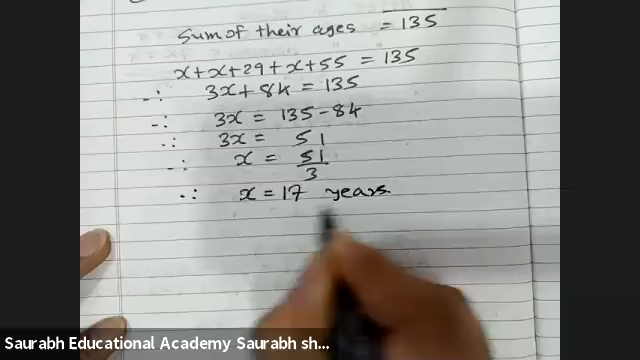 Sum of their ages = 135
x+x+29+x+55 = 135
∴ 3x+84 = 135
∴ 3x = 135-84
∴ 3x = 51
∴ x = 51/3
∴ x = 17 years.
Saurabh Educational Academy Saurabh sh...